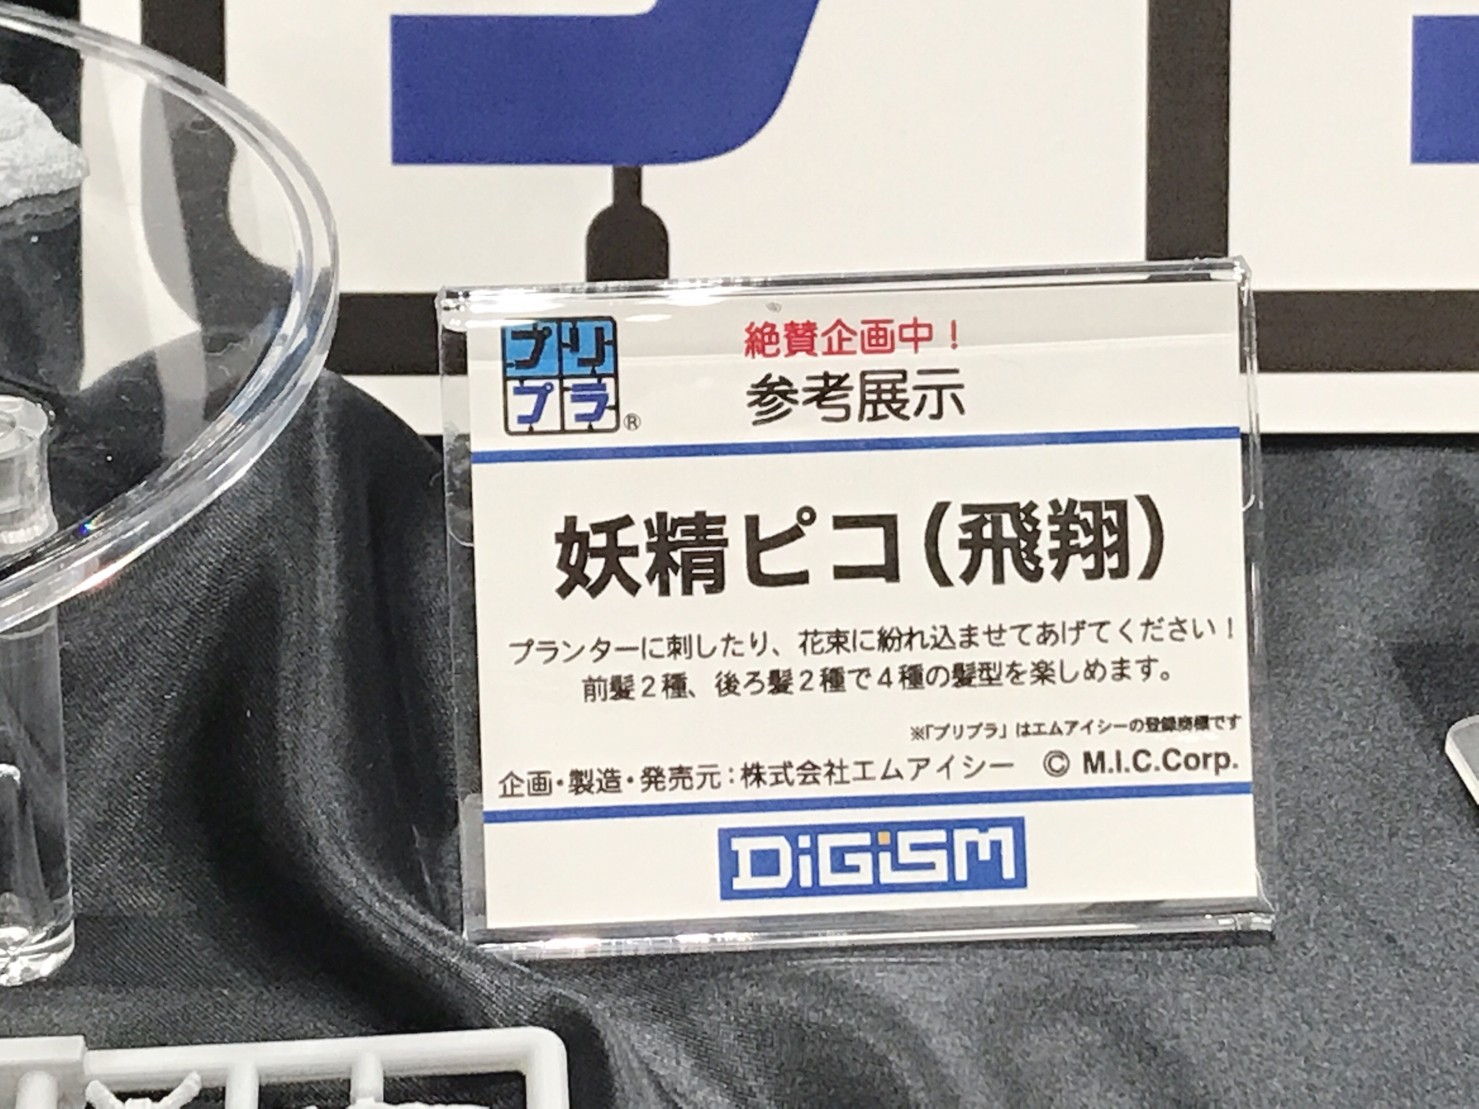 プリ
プラ®
絶賛企画中！
参考展示
妖精ピコ（飛翔）
プランターに刺したり、花束に紛れ込ませてあげてください！
前髪２種、後ろ髪２種で４種の髪型を楽しめます。
※「プリプラ」はエムアイシーの登録商標です
企画・製造・発売元：株式会社エムアイシー © M.I.C.Corp.
DiGiSM